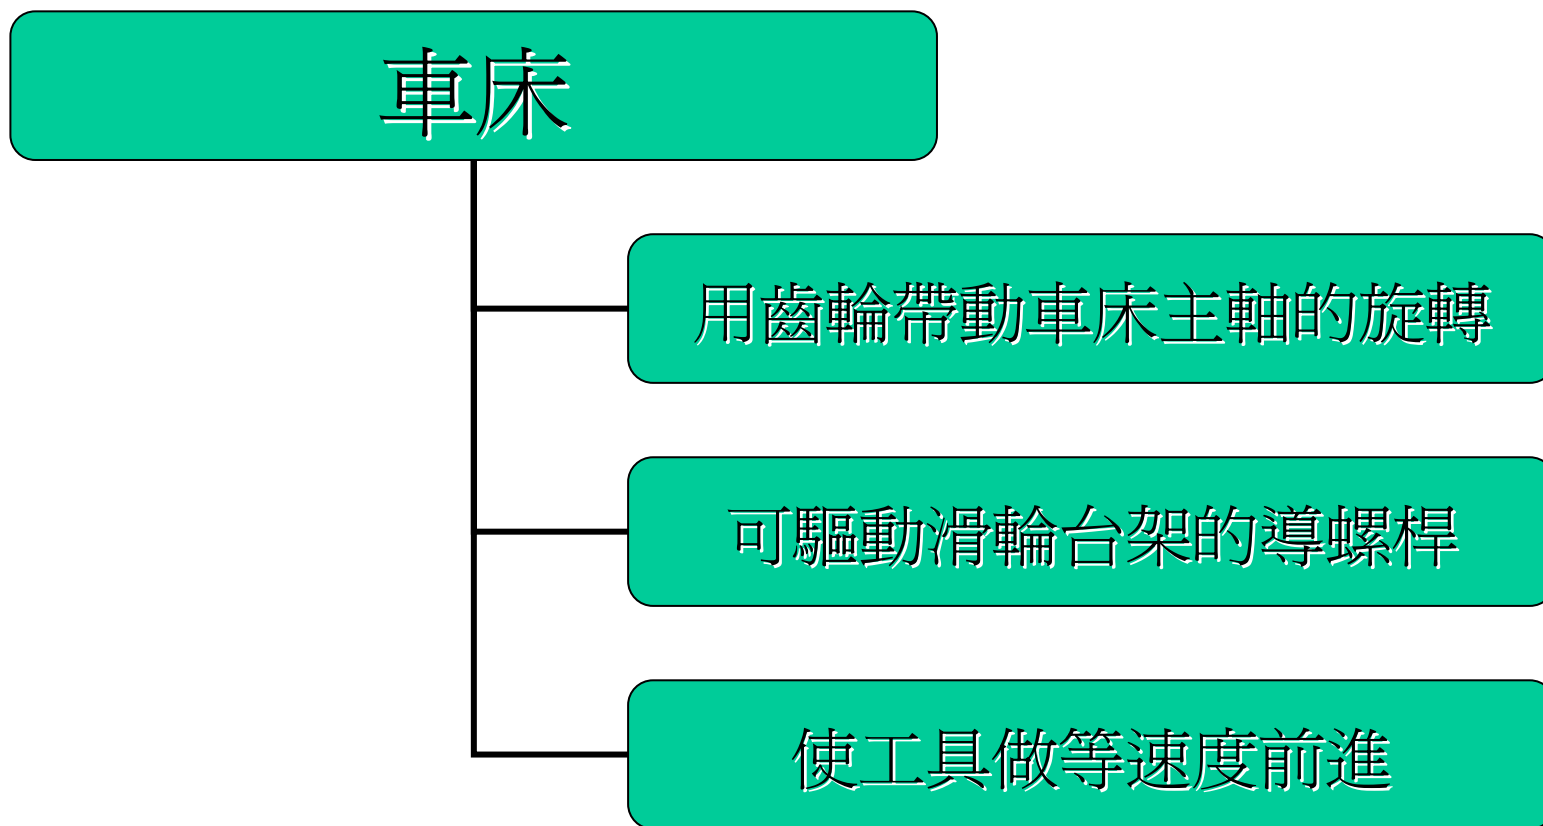 車床
用齒輪帶動車床主軸的旋轉
可驅動滑輪台架的導螺桿
使工具做等速度前進